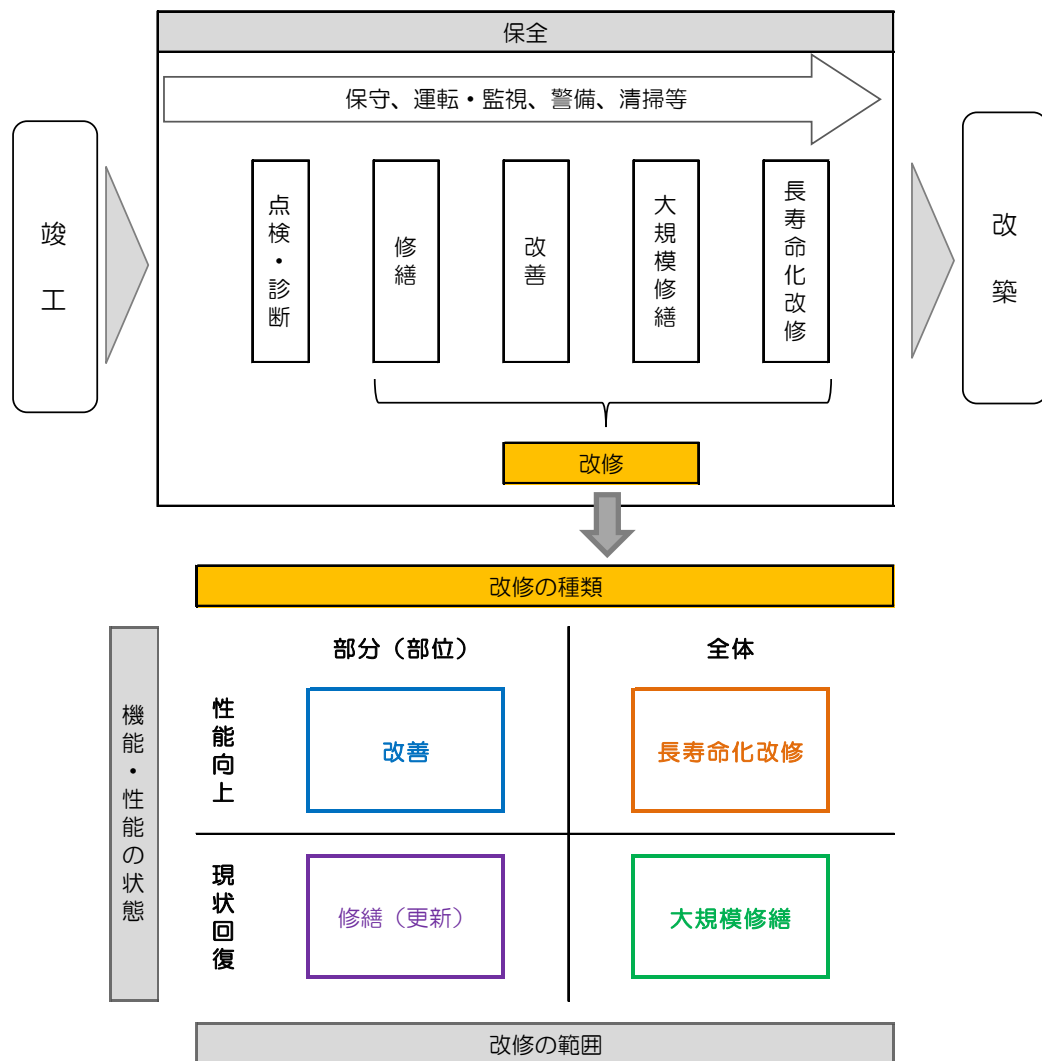 保全
保守、運転・監視、警備、清掃等
竣工
点検・診断
修繕
改善
大規模修繕
長寿命化改修
改築
改修
改修の種類
部分（部位）
全体
機能・性能の状態
性能向上
改善
長寿命化改修
現状回復
修繕（更新）
大規模修繕
改修の範囲